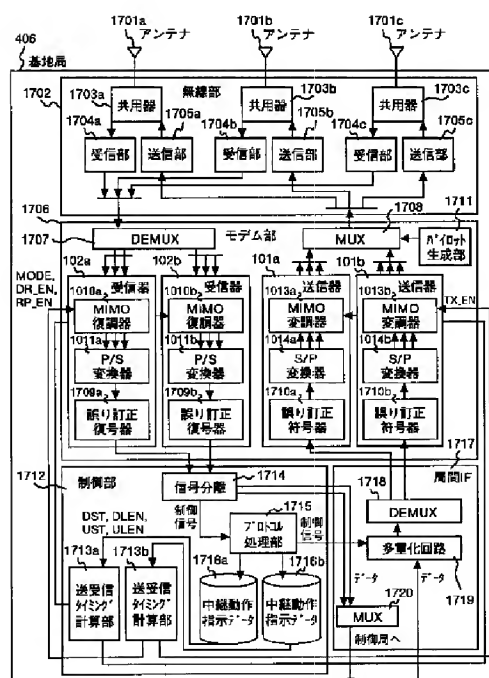 1701a
アンテナ
1701b
アンテナ
1701c
アンテナ
406
基地局
1702
無線部
1703a
共用器
1703b
共用器
1703c
共用器
1704a
受信部
1705a
送信部
1704b
受信部
1705b
送信部
1704c
受信部
1705c
送信部
1706
モデム部
1707
DEMUX
1708
MUX
1711
パイロット
生成部
MODE,
DR_EN,
RP_EN
TX_EN
102a
受信器
1010a
MIMO
復調器
1011a
P/S
変換器
1709a
誤り訂正
復号器
102b
受信器
1010b
MIMO
復調器
1011b
P/S
変換器
1709b
誤り訂正
復号器
101a
送信器
1013a
MIMO
変調器
1014a
S/P
変換器
1710a
誤り訂正
符号器
101b
送信器
1013b
MIMO
変調器
1014b
S/P
変換器
1710b
誤り訂正
符号器
1712
制御部
1714
信号分離
制御
信号
1715
プロトコル
処理部
制御
信号
DST, DLEN,
UST, ULEN
1713a
送受信
タイミング
計算部
1713b
送受信
タイミング
計算部
1716a
中継動作
指示データ
1716b
中継動作
指示データ
1717
局間IF
1718
DEMUX
多重化回路
1719
データ
データ
1720
MUX
制御局へ